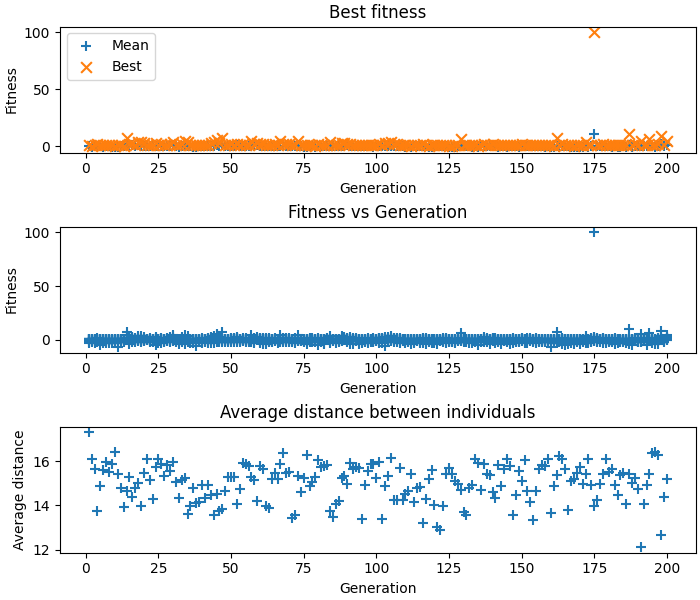 Best fitness
100
50
0
Fitness
Mean
Best
0 25 50 75 100 125 150 175 200
Generation
Fitness vs Generation
100
50
0
Fitness
0 25 50 75 100 125 150 175 200
Generation
Average distance between individuals
16
14
12
Average distance
0 25 50 75 100 125 150 175 200
Generation